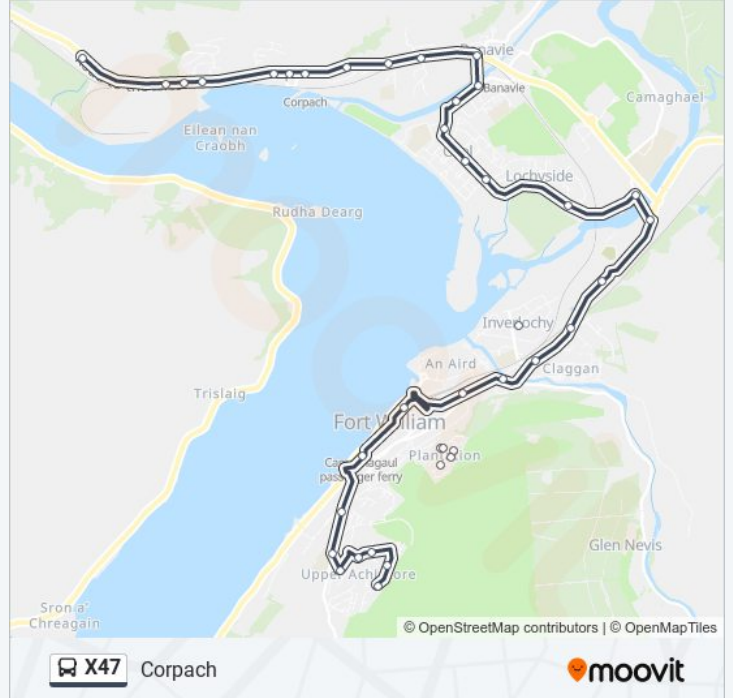 Banavie
Banavie
Corpach
Camaghael
Eilean nan
Craobh
Lochyside
Rudha Dearg
Inverlochy
An Aird
Claggan
Trislaig
Fort William
Plantation
passenger ferry
Glen Nevis
Upper Achintore
Sron a'
Chreagain
© OpenStreetMap contributors | © OpenMapTiles
X47 Corpach
moovit